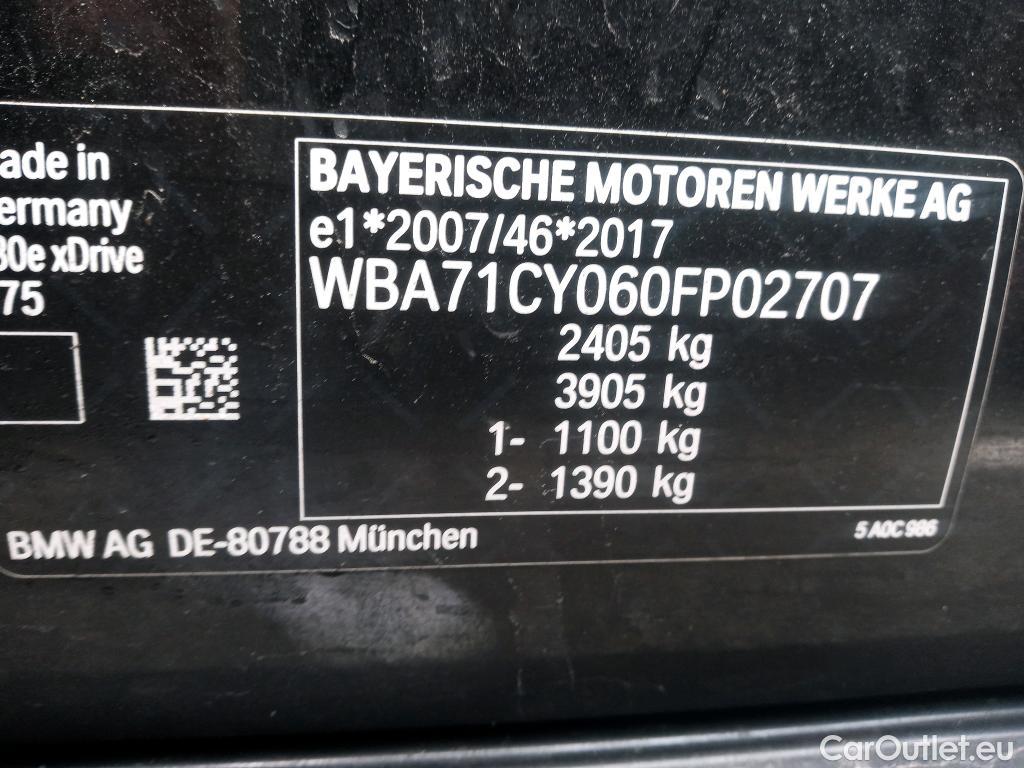 ade in
ermany
30e xDrive
75
BAYERISCHE MOTOREN WERKE AG
e1*2007/46*2017
WBA71CY060FP02707
2405 kg
3905 kg
1- 1100 kg
2- 1390 kg
BMW AG DE-80788 München
5 A0C 986
CarOutlet.eu